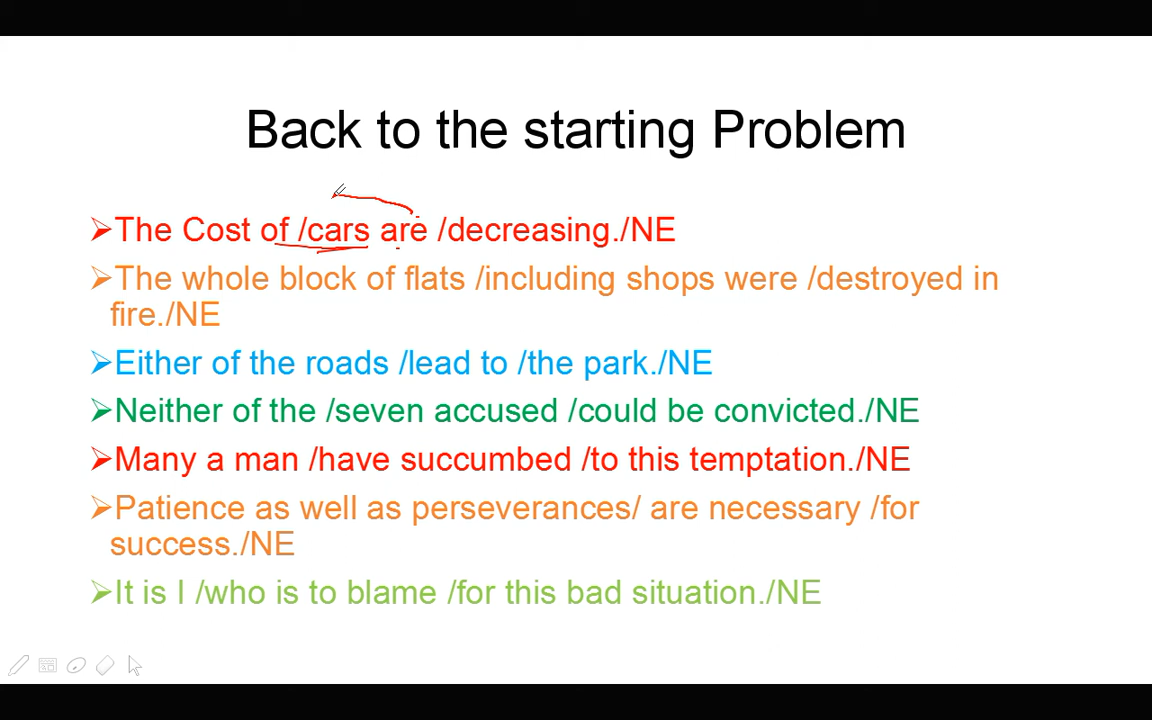 Back to the starting Problem
➢The Cost of /cars are /decreasing./NE
➢The whole block of flats /including shops were /destroyed in
fire./NE
➢Either of the roads /lead to /the park./NE
➢Neither of the /seven accused /could be convicted./NE
➢Many a man /have succumbed /to this temptation./NE
➢Patience as well as perseverances/ are necessary /for
success./NE
➢It is I /who is to blame /for this bad situation./NE